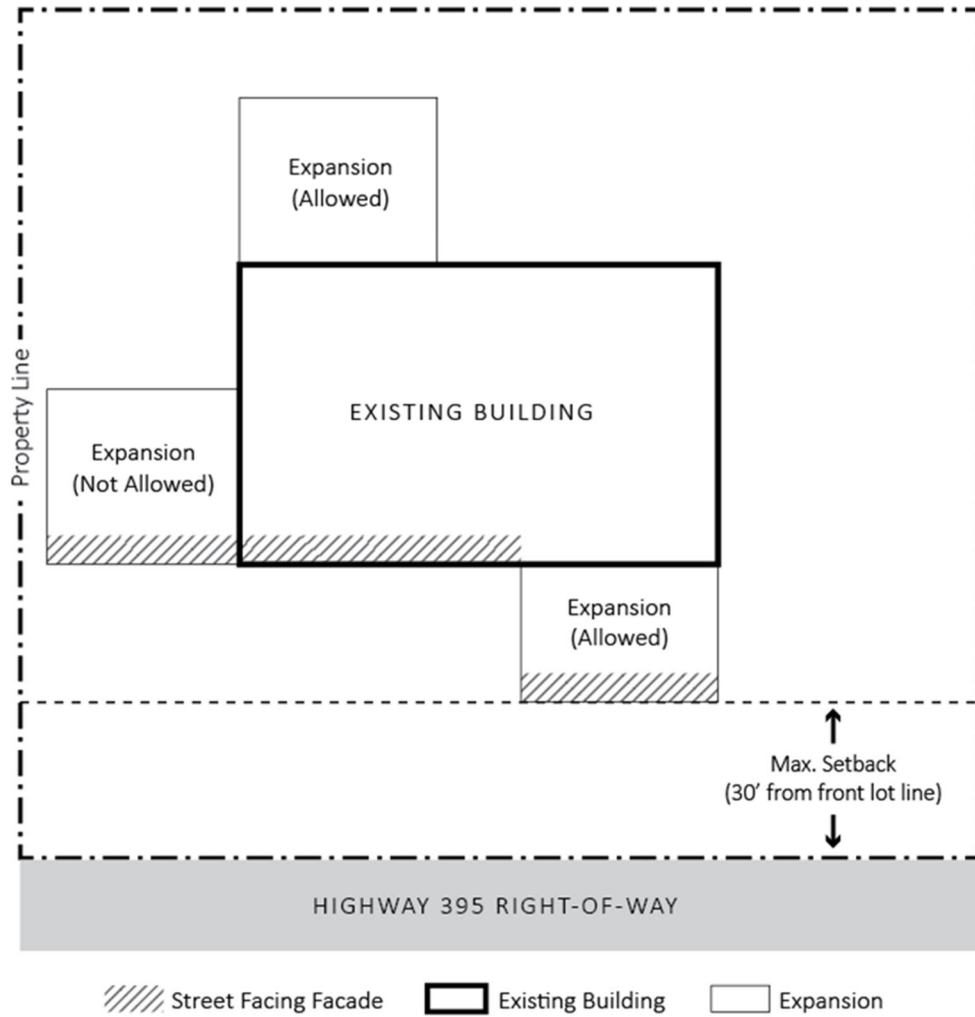 Expansion
(Allowed)
Property Line
EXISTING BUILDING
Expansion
(Not Allowed)
Expansion
(Allowed)
Max. Setback
(30' from front lot line)
HIGHWAY 395 RIGHT-OF-WAY
Street Facing Facade
Existing Building
Expansion